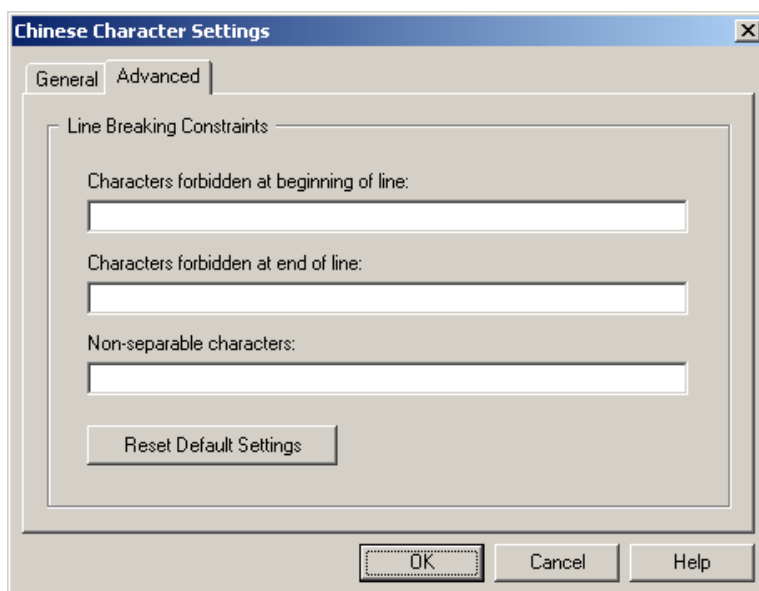 Chinese Character Settings
General Advanced
Line Breaking Constraints
Characters forbidden at beginning of line:
Characters forbidden at end of line:
Non-separable characters:
Reset Default Settings
OK Cancel Help